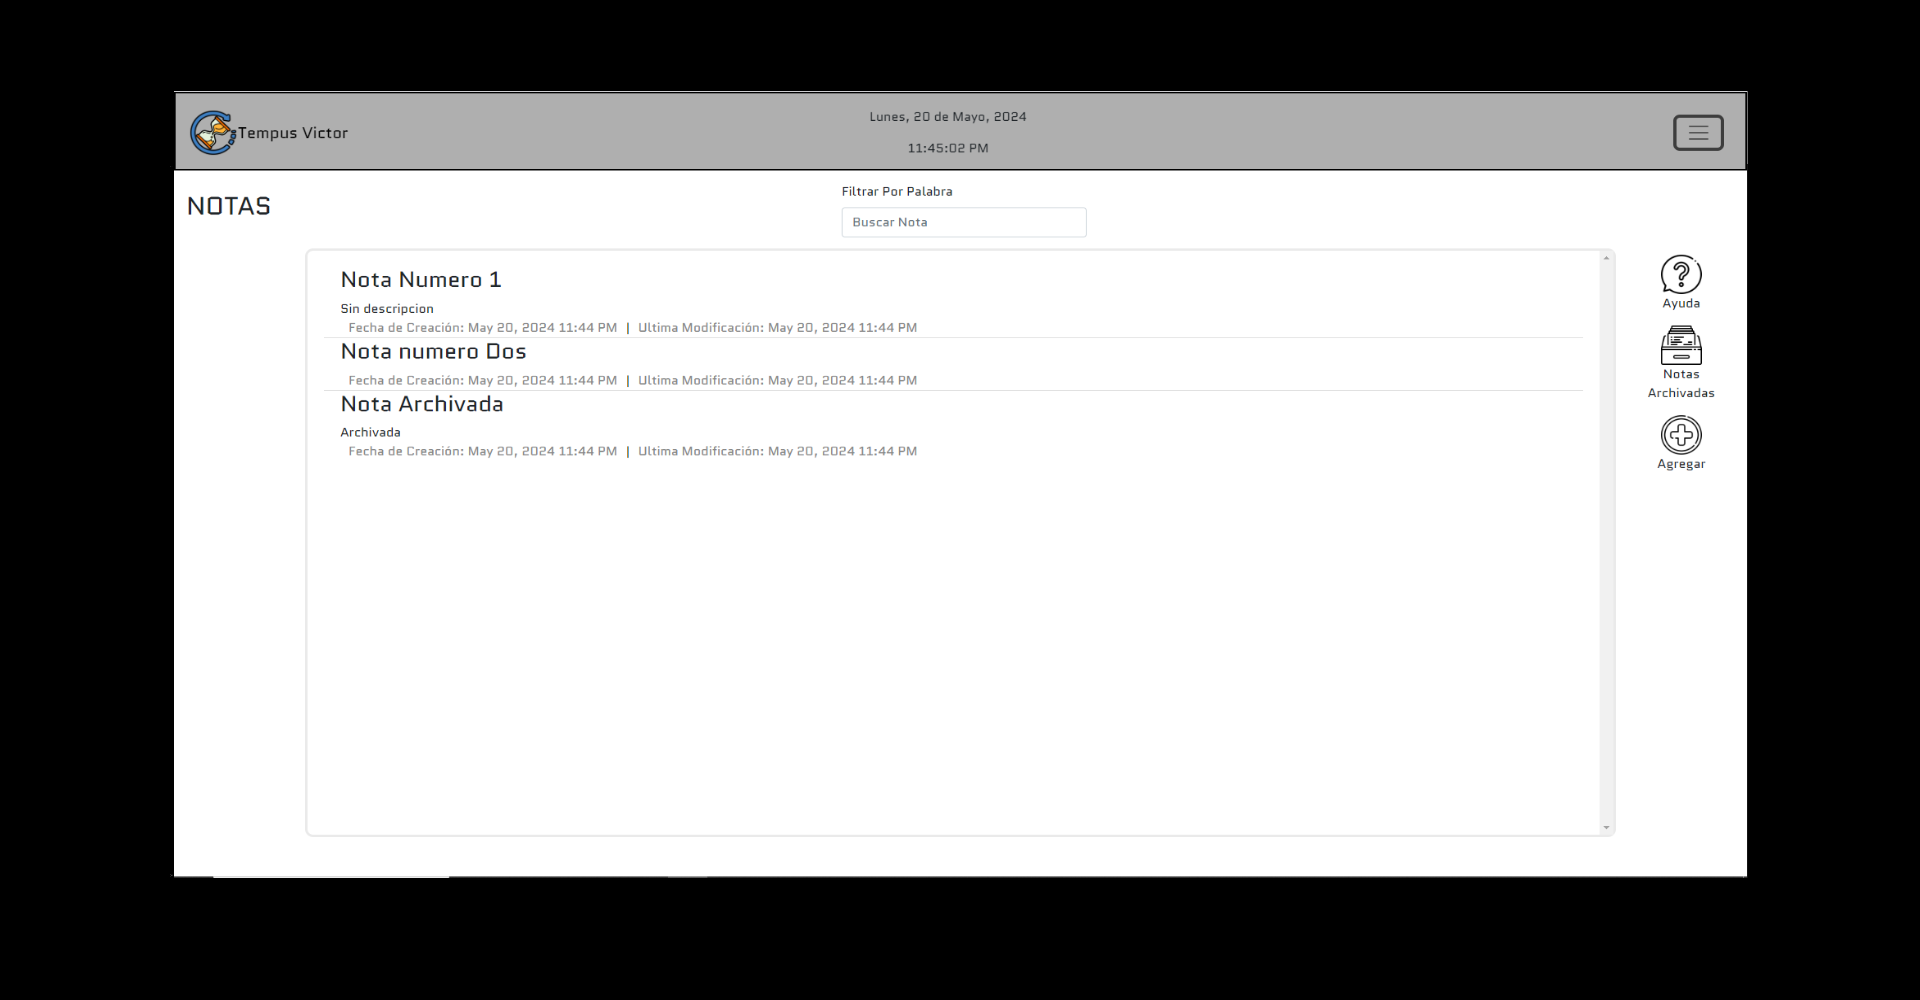 Tempus Victor
Lunes, 20 de Mayo, 2024
11:45:02 PM
NOTAS
Filtrar Por Palabra
Buscar Nota
Nota Numero 1
Sin descripcion
Fecha de Creación: May 20, 2024 11:44 PM | Ultima Modificación: May 20, 2024 11:44 PM
Nota numero Dos
Fecha de Creación: May 20, 2024 11:44 PM | Ultima Modificación: May 20, 2024 11:44 PM
Nota Archivada
Archivada
Fecha de Creación: May 20, 2024 11:44 PM | Ultima Modificación: May 20, 2024 11:44 PM
Ayuda
Notas
Archivadas
Agregar